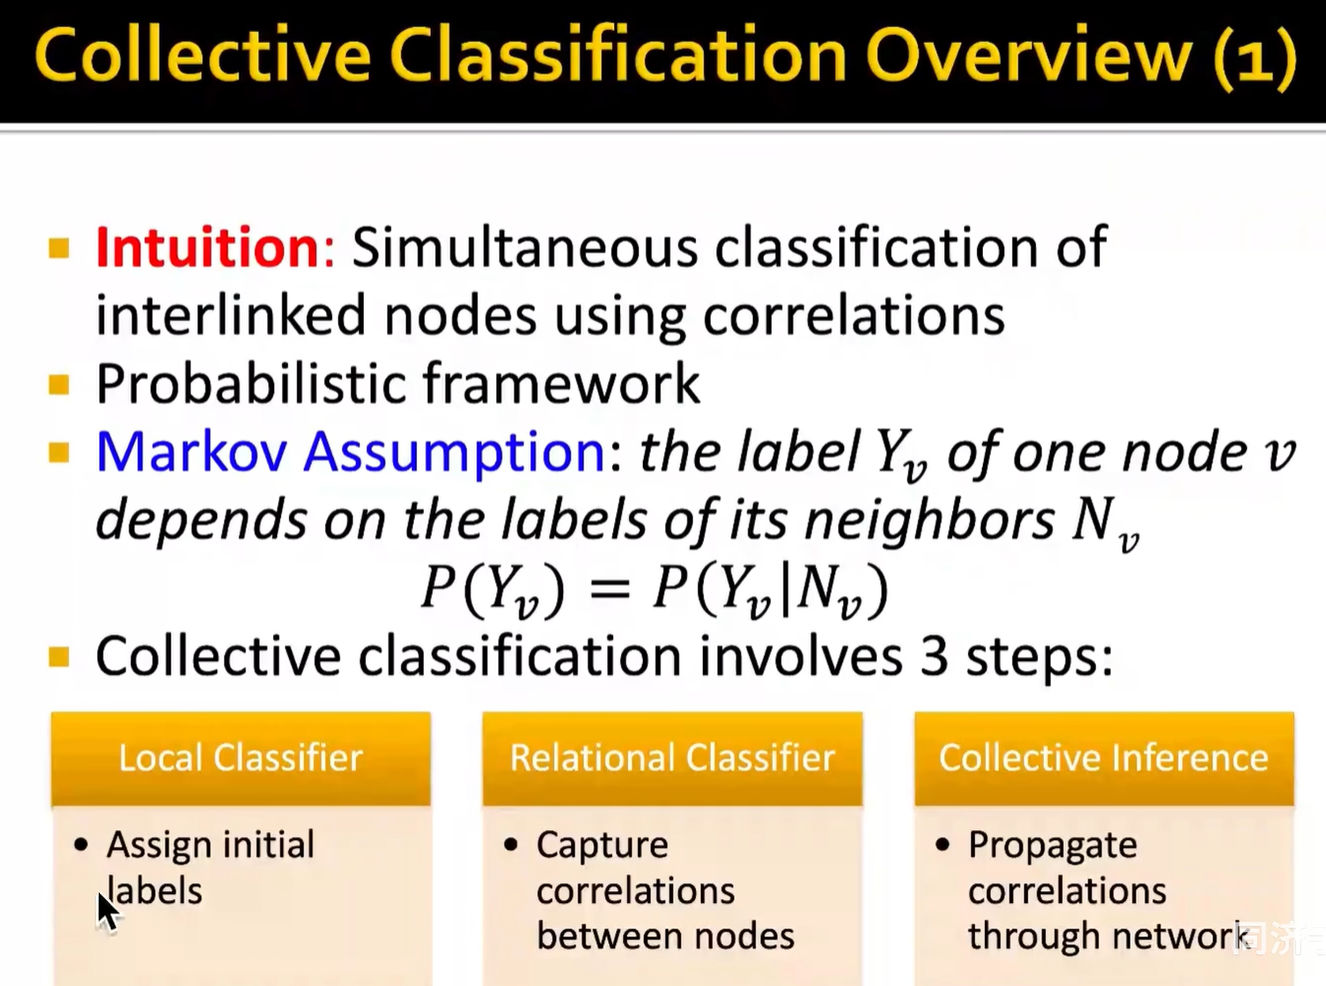 Collective Classification Overview (1)
Intuition: Simultaneous classification of
interlinked nodes using correlations
Probabilistic framework
Markov Assumption: the label Y_v of one node v
depends on the labels of its neighbors N_v
P(Y_v) = P(Y_v|N_v)
Collective classification involves 3 steps:
Local Classifier
• Assign initial
labels
Relational Classifier
• Capture
correlations
between nodes
Collective Inference
• Propagate
correlations
through network
同济